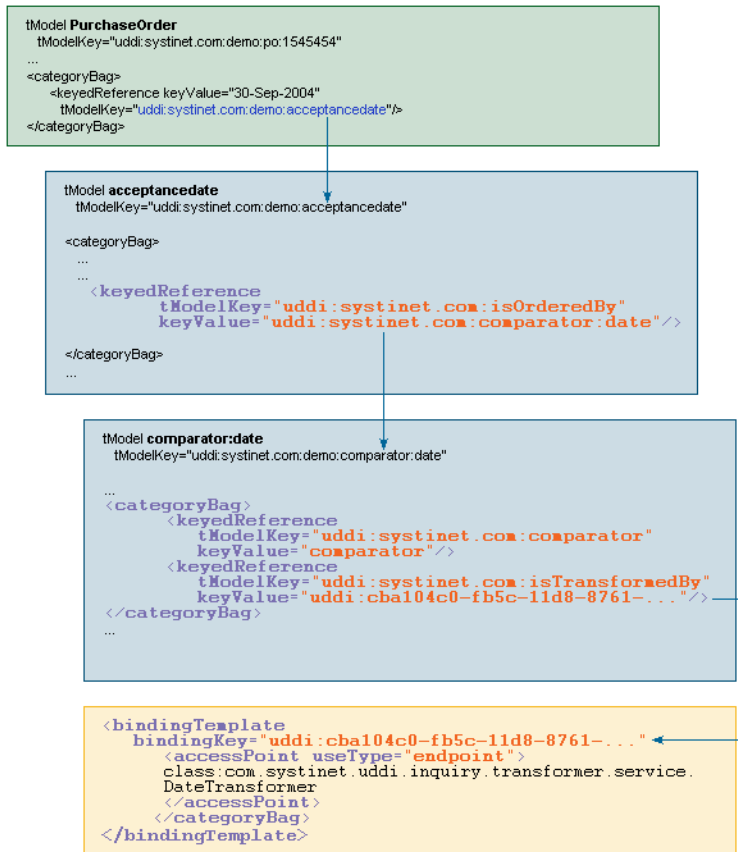 tModel PurchaseOrder
tModelKey="uddi:systinet.com:demo:po:1545454"
...
<categoryBag>
<keyedReference keyValue="30-Sep-2004"
tModelKey="uddi:systinet.com:demo:acceptancedate"/>
</categoryBag>
tModel acceptancedate
tModelKey="uddi:systinet.com:demo:acceptancedate"
<categoryBag>
...
...
<keyedReference
tModelKey="uddi:systinet.com:isOrderedBy"
keyValue="uddi:systinet.com:comparator:date"/>
</categoryBag>
...
tModel comparator:date
tModelKey="uddi:systinet.com:demo:comparator:date"
...
<categoryBag>
<keyedReference
tModelKey="uddi:systinet.com:comparator"
keyValue="comparator"/>
<keyedReference
tModelKey="uddi:systinet.com:isTransformedBy"
keyValue="uddi:cba104c0-fb5c-11d8-8761-..."/>
</categoryBag>
...
<bindingTemplate
bindingKey="uddi:cba104c0-fb5c-11d8-8761-..."
<accessPoint useType="endpoint">
class:com.systinet.uddi.inquiry.transformer.service.
DateTransformer
</accessPoint>
</categoryBag>
</bindingTemplate>